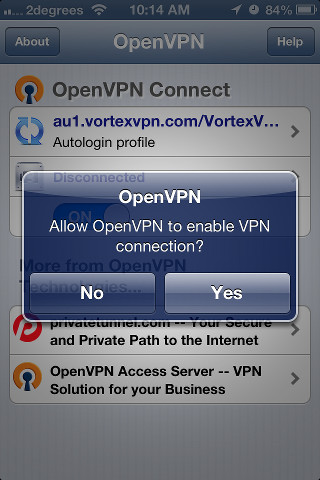 2degrees 10:14 AM 84%
About OpenVPN Help
OpenVPN Connect
au1.vortexvpn.com/VortexV...
Autologin profile
Disconnected
OpenVPN
Allow OpenVPN to enable VPN
connection?
ON
More from OpenVPN
Technologies...
No Yes
privatetunnel.com -- Your Secure
and Private Path to the Internet
OpenVPN Access Server -- VPN
Solution for your Business